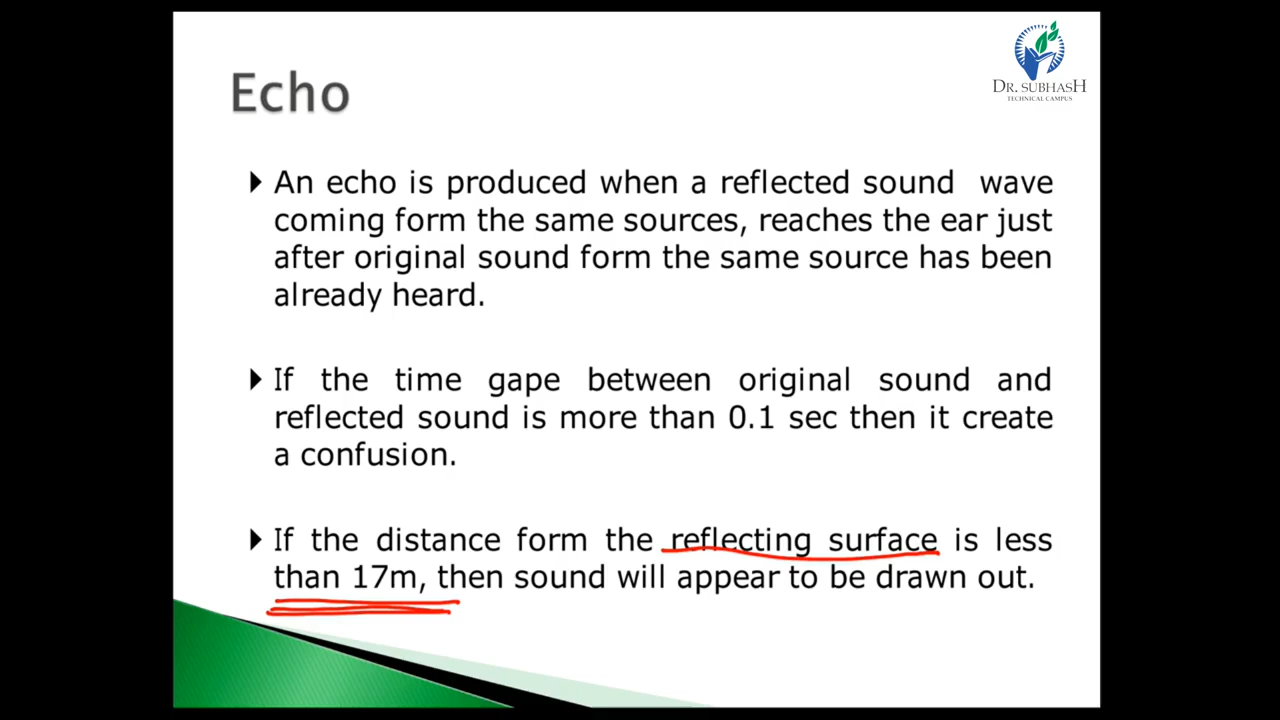 DR. SUBHASH
TECHNICAL CAMPUS
Echo
An echo is produced when a reflected sound wave
coming form the same sources, reaches the ear just
after original sound form the same source has been
already heard.
If the time gape between original sound and
reflected sound is more than 0.1 sec then it create
a confusion.
If the distance form the reflecting surface is less
than 17m, then sound will appear to be drawn out.